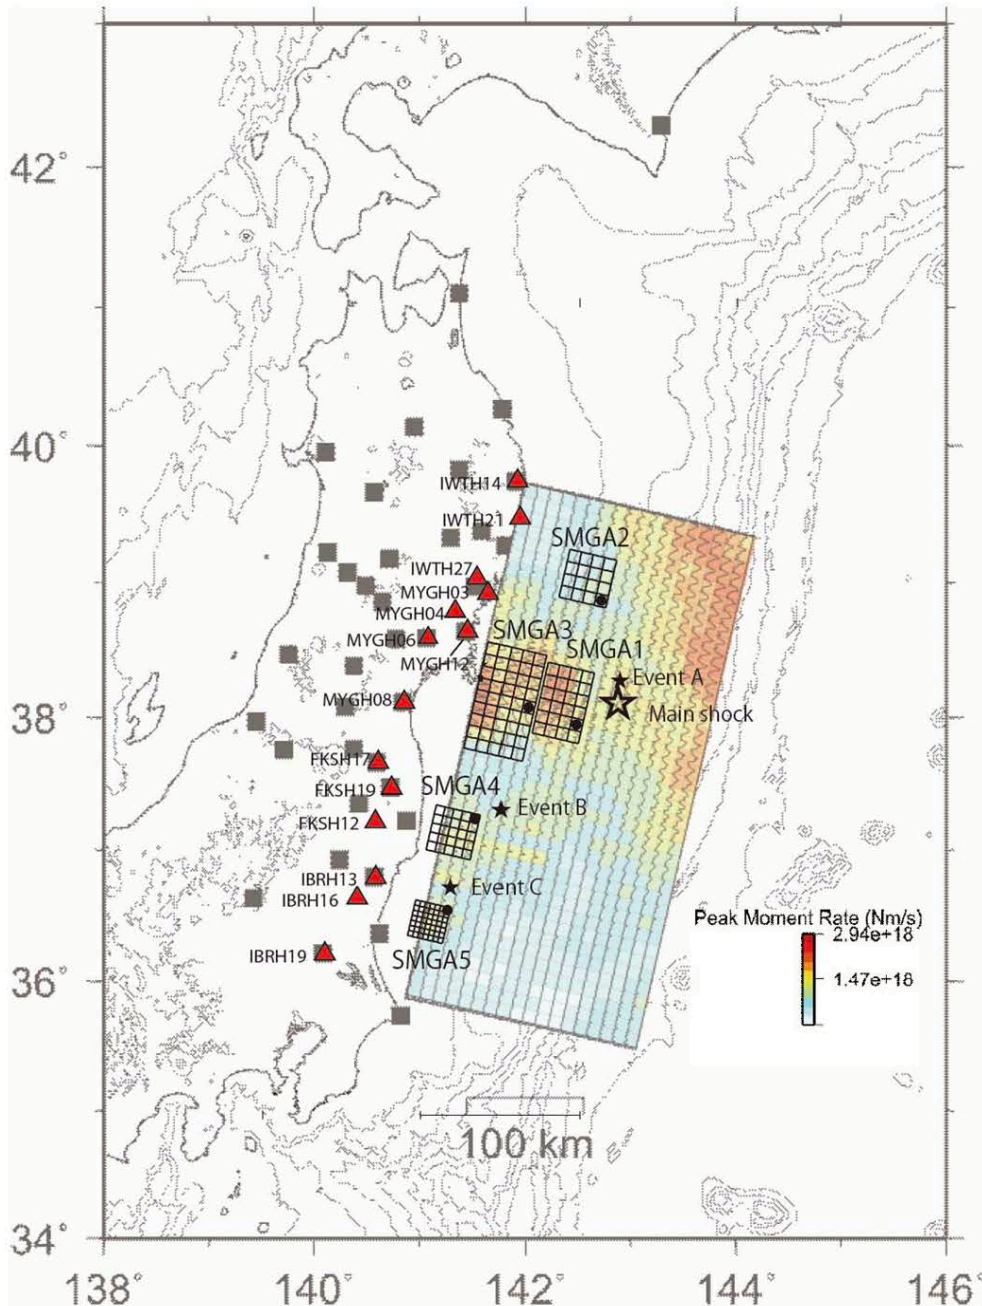 42°
40°
IWTH14
IWTH21
SMGA2
IWTH27
MYGH03
MYGH04
SMGA3
MYGH06
SMGA1
MYGH12
Event A
MYGH08
38°
Main shock
FKSH17
FKSH19
SMGA4
Event B
FKSH12
IBRH13
Event C
IBRH16
Peak Moment Rate (Nm/s)
2.94e+18
IBRH19
SMGA5
36°
1.47e+18
100 km
34°
138° 140° 142° 144° 146°